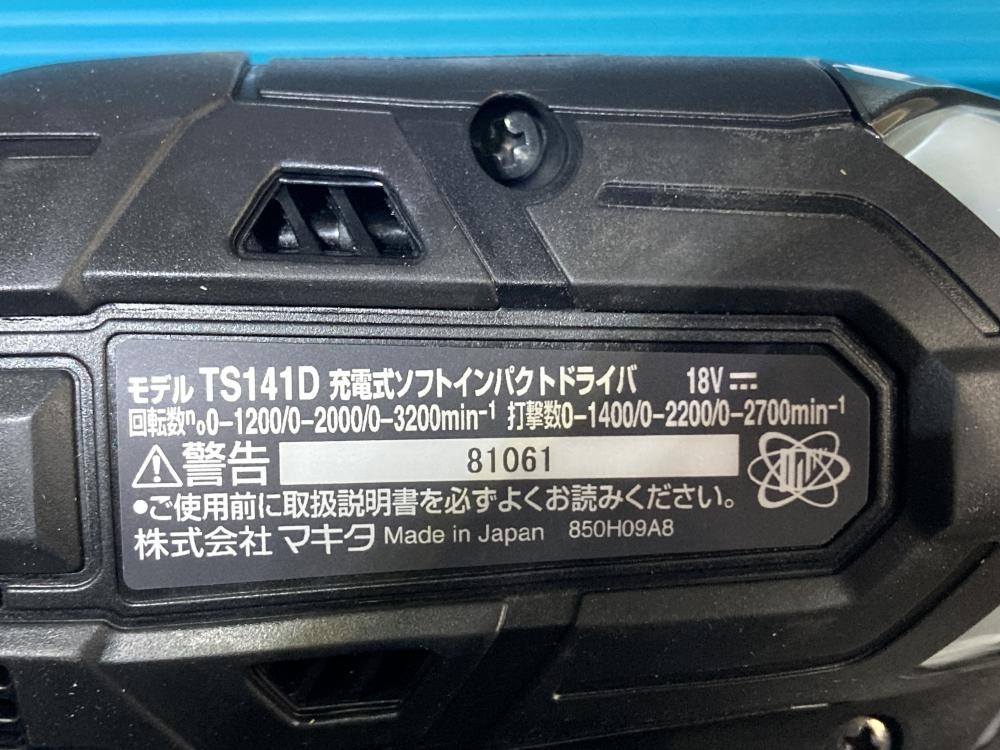 モデル TS141D 充電式ソフトインパクトドライバ 18V⎓
回転数n₀0-1200/0-2000/0-3200min⁻¹ 打撃数0-1400/0-2200/0-2700min⁻¹
⚠警告 81061
●ご使用前に取扱説明書を必ずよくお読みください。
株式会社 マキタ Made in Japan 850H09A8